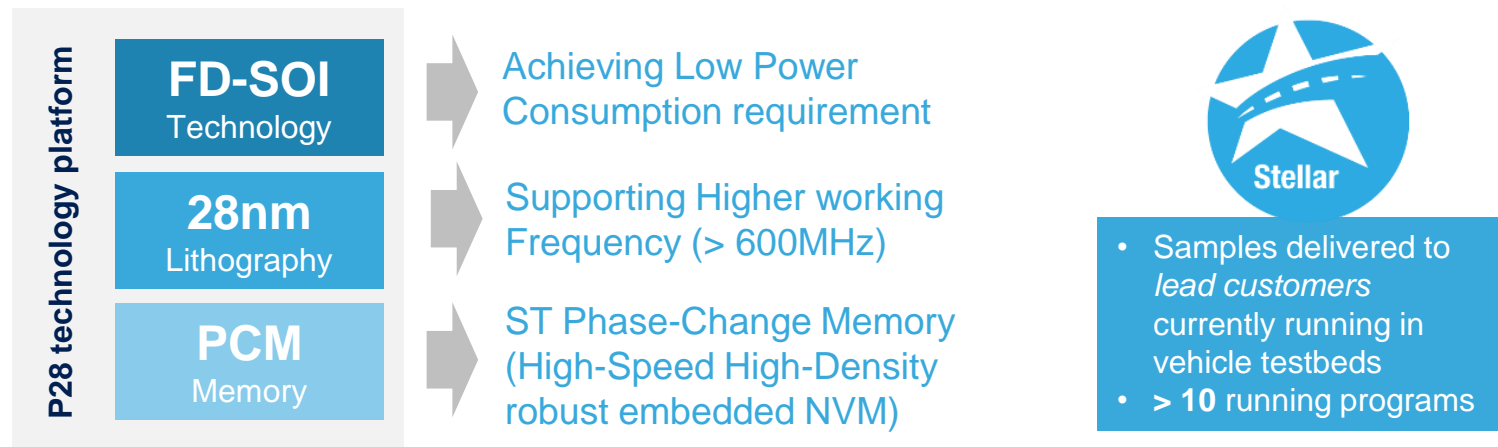 P28 technology platform
FD-SOI
Technology
Achieving Low Power
Consumption requirement
28nm
Lithography
Supporting Higher working
Frequency (> 600MHz)
PCM
Memory
ST Phase-Change Memory
(High-Speed High-Density
robust embedded NVM)
Stellar
• Samples delivered to
lead customers
currently running in
vehicle testbeds
• > 10 running programs